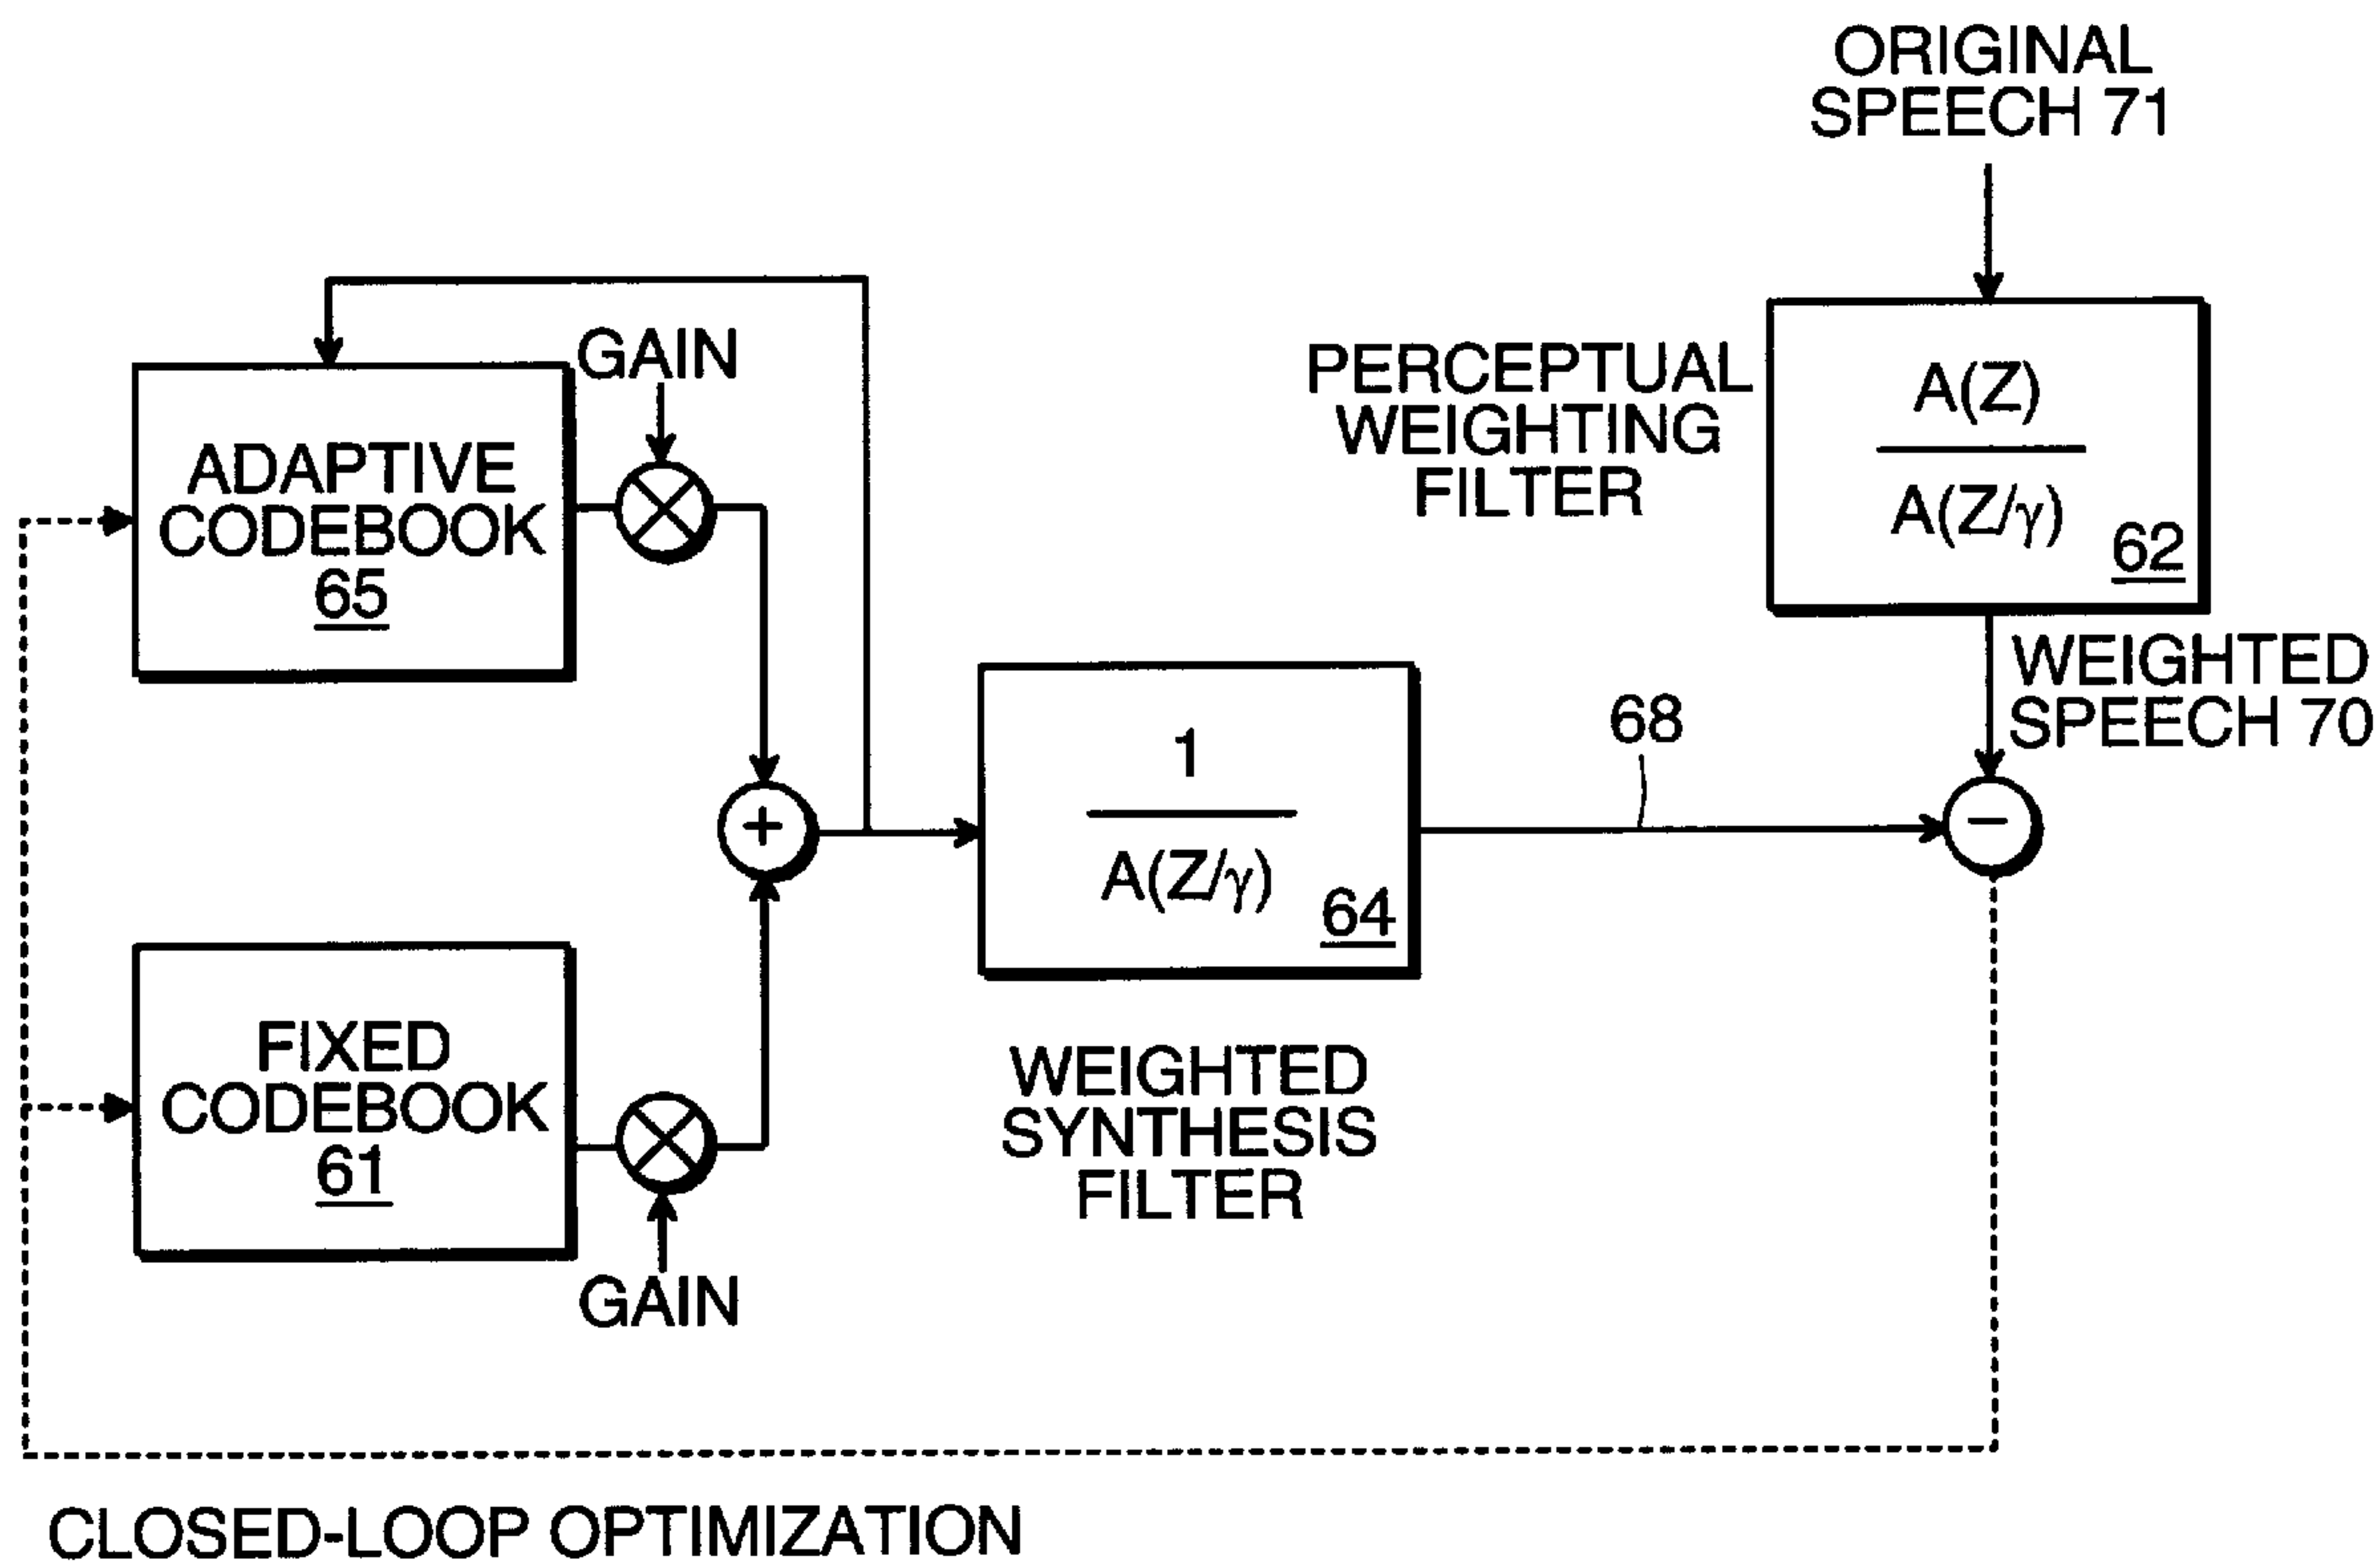 ORIGINAL
SPEECH 71
GAIN
PERCEPTUAL
WEIGHTING
FILTER
A(Z)
A(Z/γ)
62
ADAPTIVE
CODEBOOK
65
WEIGHTED
SPEECH 70
68
+
1
A(Z/γ)
64
−
FIXED
CODEBOOK
61
WEIGHTED
SYNTHESIS
FILTER
GAIN
CLOSED-LOOP OPTIMIZATION